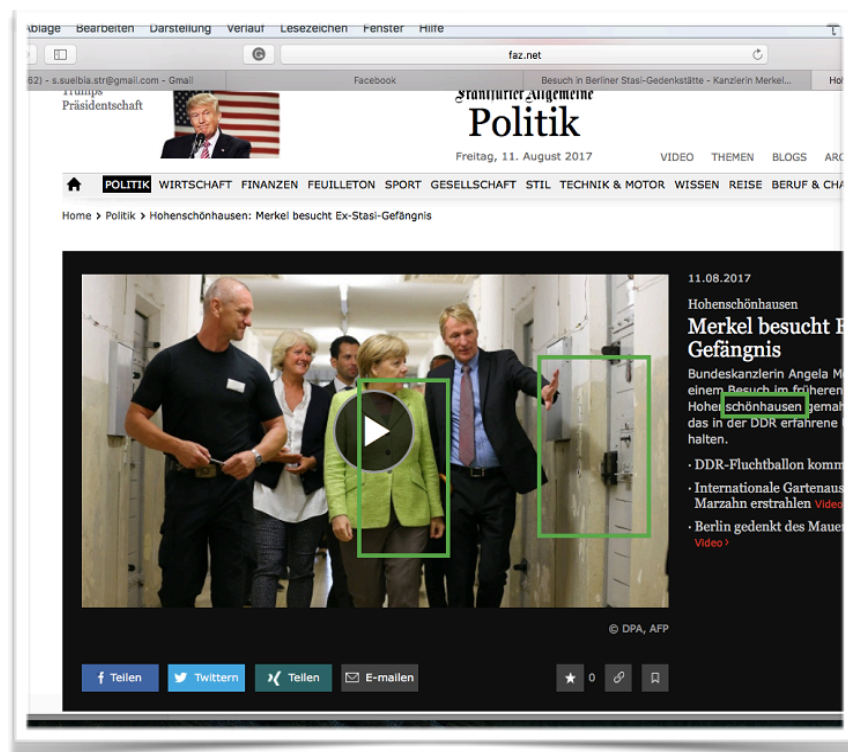 Ablage Bearbeiten Darstellung Verlauf Lesezeichen Fenster Hilfe
faz.net
62) - s.suelbia.str@gmail.com - Gmail
Facebook
Besuch in Berliner Stasi-Gedenkstätte - Kanzlerin Merkel...
Trumps
Präsidentschaft
Frankfurter Allgemeine
Politik
Freitag, 11. August 2017
VIDEO THEMEN BLOGS
POLITIK WIRTSCHAFT FINANZEN FEUILLETON SPORT GESELLSCHAFT STIL TECHNIK & MOTOR WISSEN REISE BERUF &
Home > Politik > Hohenschönhausen: Merkel besucht Ex-Stasi-Gefängnis
11.08.2017
Hohenschönhausen
Merkel besucht
Gefängnis
Bundeskanzlerin Angela
einem Besuch im früheren
Hohenschönhausen
das in der DDR erfahrene
halten.
· DDR-Fluchtballon
· Internationale
Marzahn erstrahlen Video
· Berlin gedenkt des
Video >
© DPA, AFP
Teilen
Twittern
Teilen
E-mailen
0